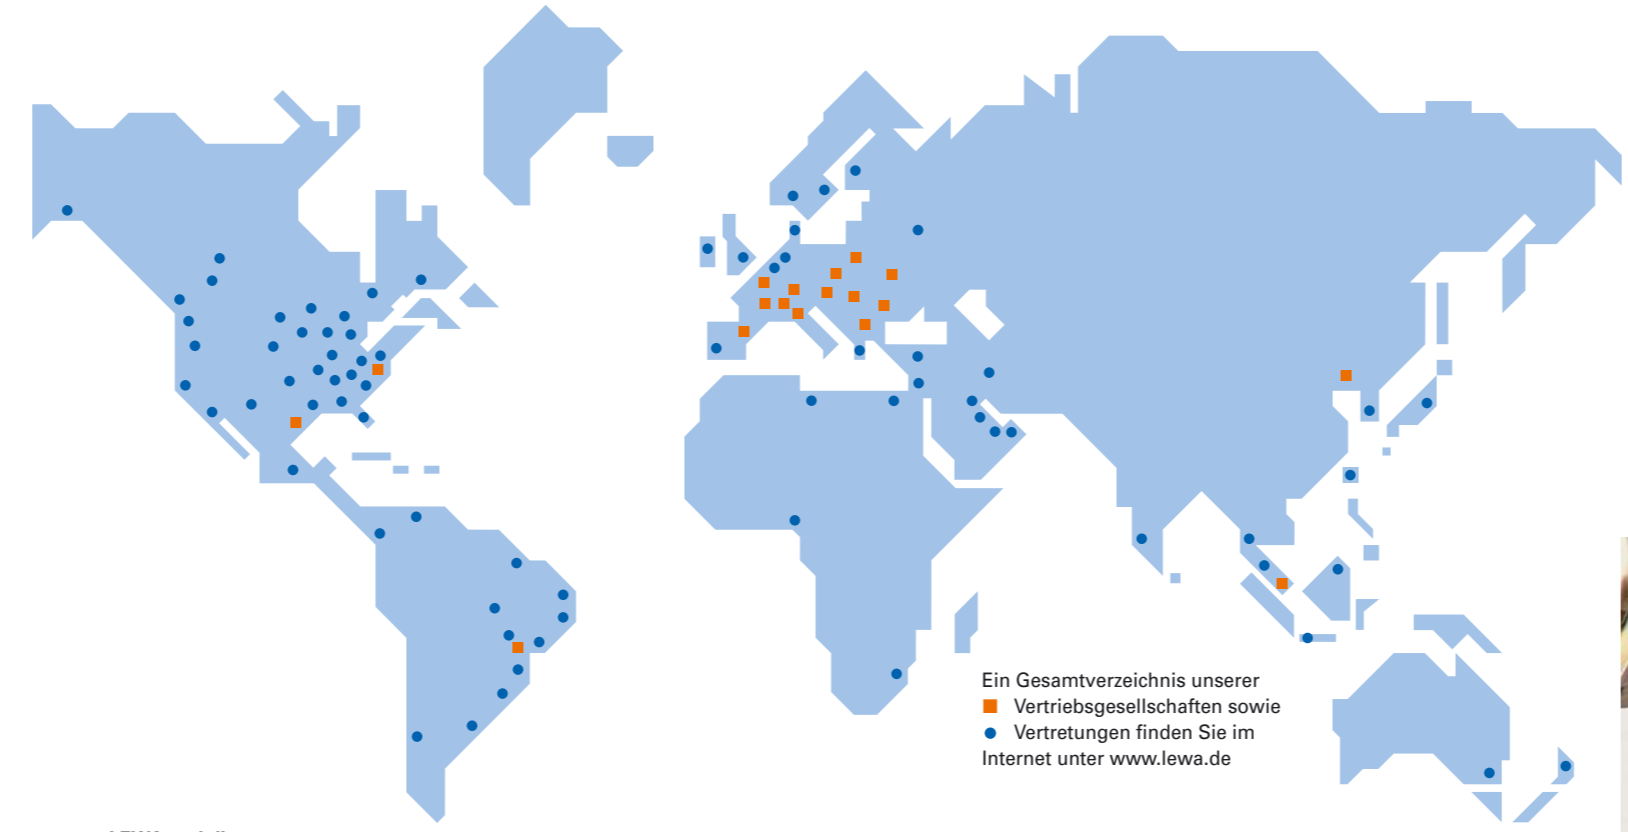 Ein Gesamtverzeichnis unserer
Vertriebsgesellschaften sowie
Vertretungen finden Sie im
Internet unter www.lewa.de